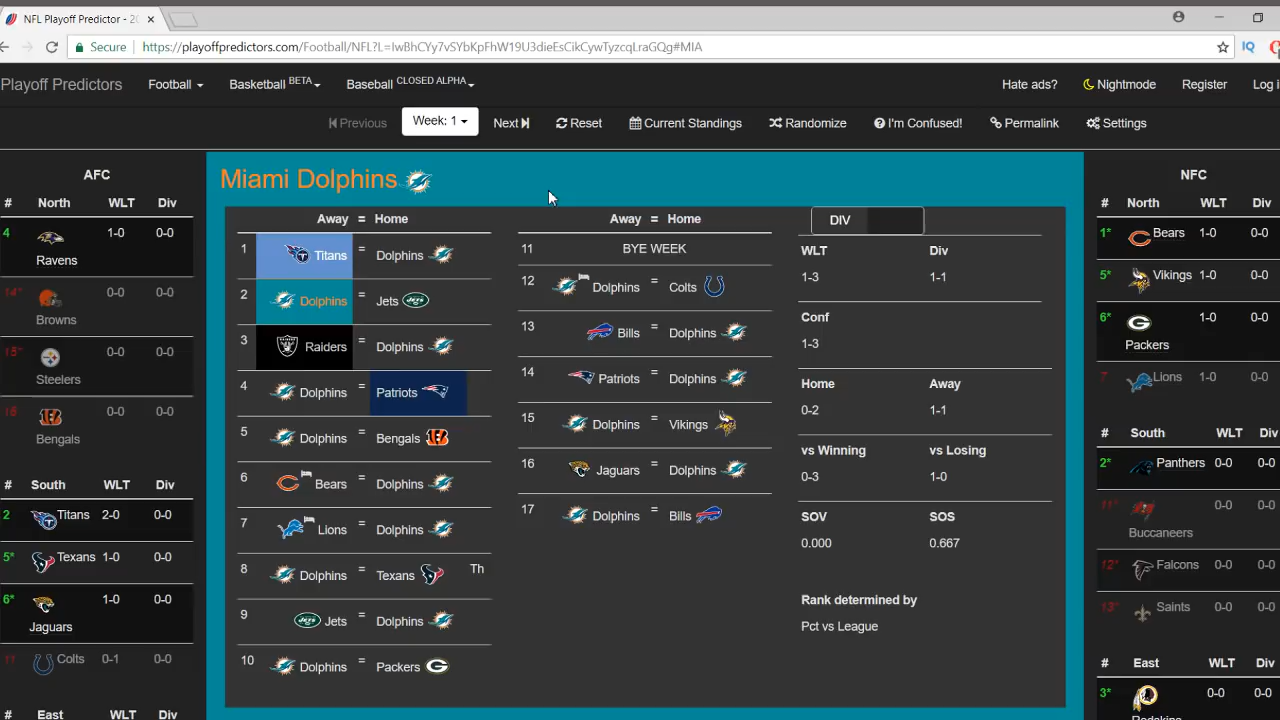 NFL Playoff Predictor - 20
Secure https://playoffpredictors.com/Football/NFL?L=IwBhCYy7vSYbKpFhW19U3dieEsCikCywTyzcqLraGQg#MIA
IQ
Playoff Predictors Football Basketball BETA Baseball CLOSED ALPHA Hate ads? Nightmode Register Log i
Previous Week: 1 Next Reset Current Standings Randomize I'm Confused! Permalink Settings
AFC
# North WLT Div
4 1-0
Ravens
14* 0-0 0-0
Browns
15* 0-0 0-0
Steelers
16 0-0 0-0
Bengals
# South WLT Div
2 Titans 2-0 0-0
5* Texans 1-0 0-0
6* 1-0 0-0
Jaguars
11 Colts 0-1 0-0
East WLT Div
Miami Dolphins
Away = Home
1 Titans = Dolphins
2 Dolphins = Jets
3 Raiders = Dolphins
4 Dolphins = Patriots
5 Dolphins = Bengals
6 Bears = Dolphins
7 Lions = Dolphins
8 Dolphins = Texans Th
9 Jets = Dolphins
10 Dolphins = Packers
Away = Home
11 BYE WEEK
12 Dolphins = Colts
13 Bills = Dolphins
14 Patriots = Dolphins
15 Dolphins = Vikings
16 Jaguars = Dolphins
17 Dolphins = Bills
DIV
WLT Div
1-3 1-1
Conf
1-3
Home Away
0-2 1-1
vs Winning vs Losing
0-3 1-0
SOV SOS
0.000 0.667
Rank determined by
Pct vs League
NFC
# North WLT Div
1* Bears 1-0 0-0
5* Vikings 1-0 0-0
6* 1-0 0-0
Packers
7 Lions 1-0 0-0
# South WLT Div
2* Panthers 0-0 0-0
11* 0-0 0-0
Buccaneers
12* Falcons 0-0 0-0
13* Saints 0-0 0-0
# East WLT Div
3* 0-0 0-0
Redskins